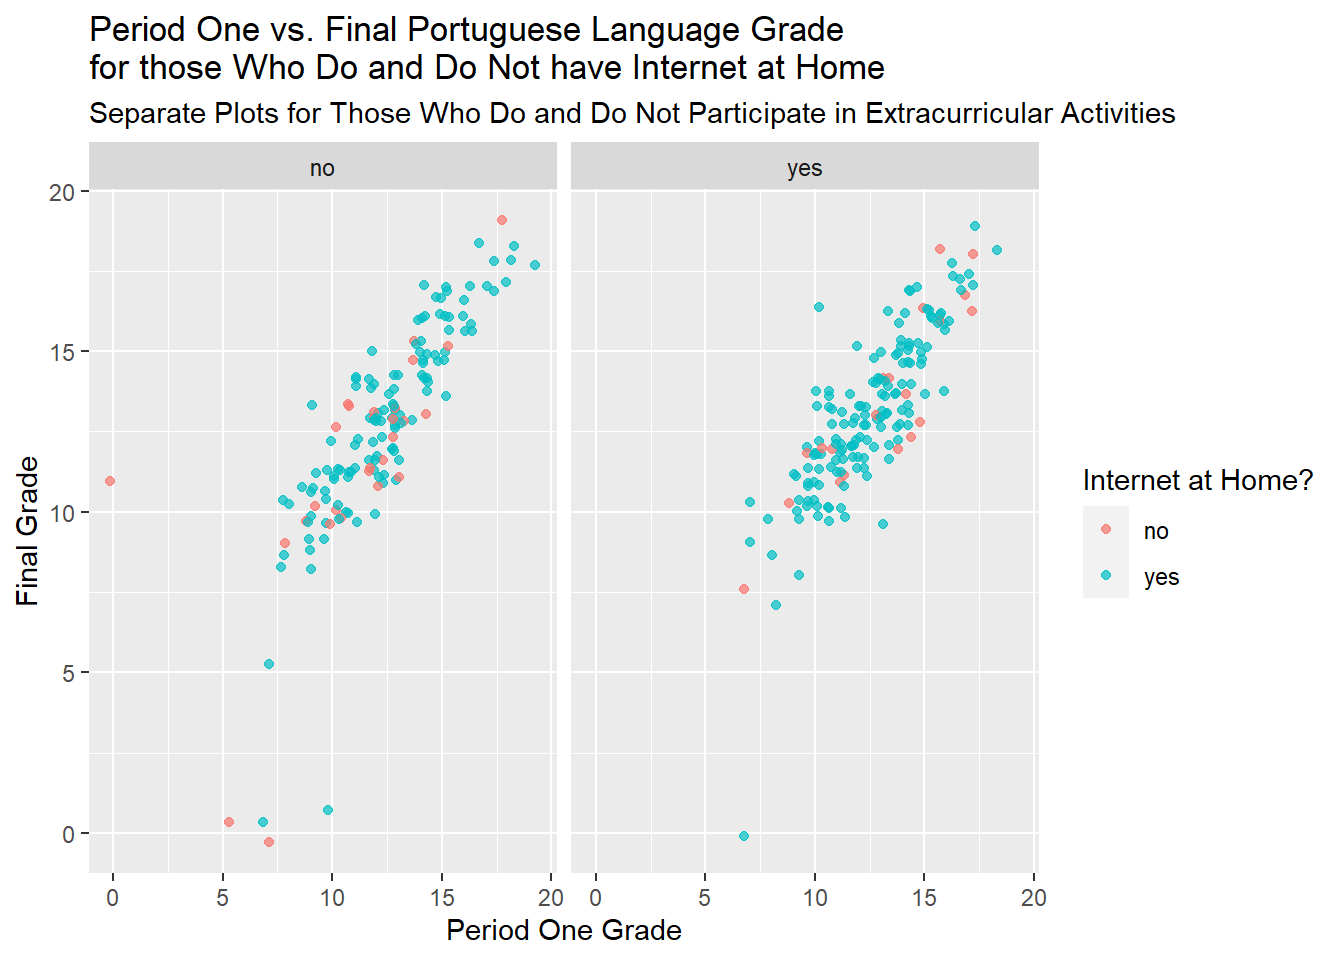 Period One vs. Final Portuguese Language Grade
for those Who Do and Do Not have Internet at Home
Separate Plots for Those Who Do and Do Not Participate in Extracurricular Activities
no
yes
20
15
10
5
0
Final Grade
0 5 10 15 20
0 5 10 15 20
Period One Grade
Internet at Home?
no
yes